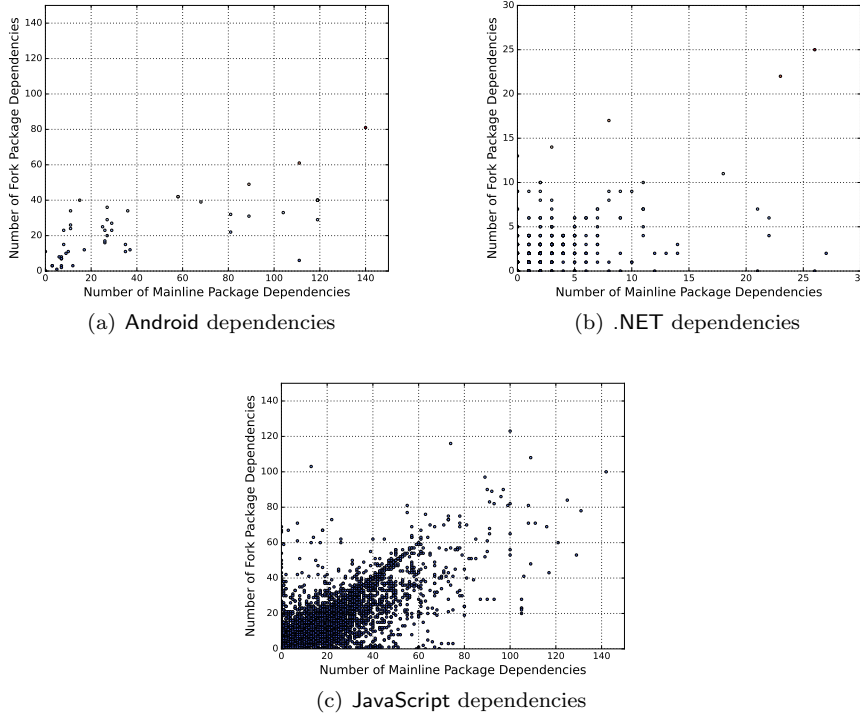 140
120
100
80
60
40
20
0
Number of Fork Package Dependencies
0 20 40 60 80 100 120 140
Number of Mainline Package Dependencies
(a) Android dependencies
30
25
20
15
10
5
0
Number of Fork Package Dependencies
0 5 10 15 20 25 30
Number of Mainline Package Dependencies
(b) .NET dependencies
140
120
100
80
60
40
20
0
Number of Fork Package Dependencies
0 20 40 60 80 100 120 140
Number of Mainline Package Dependencies
(c) JavaScript dependencies